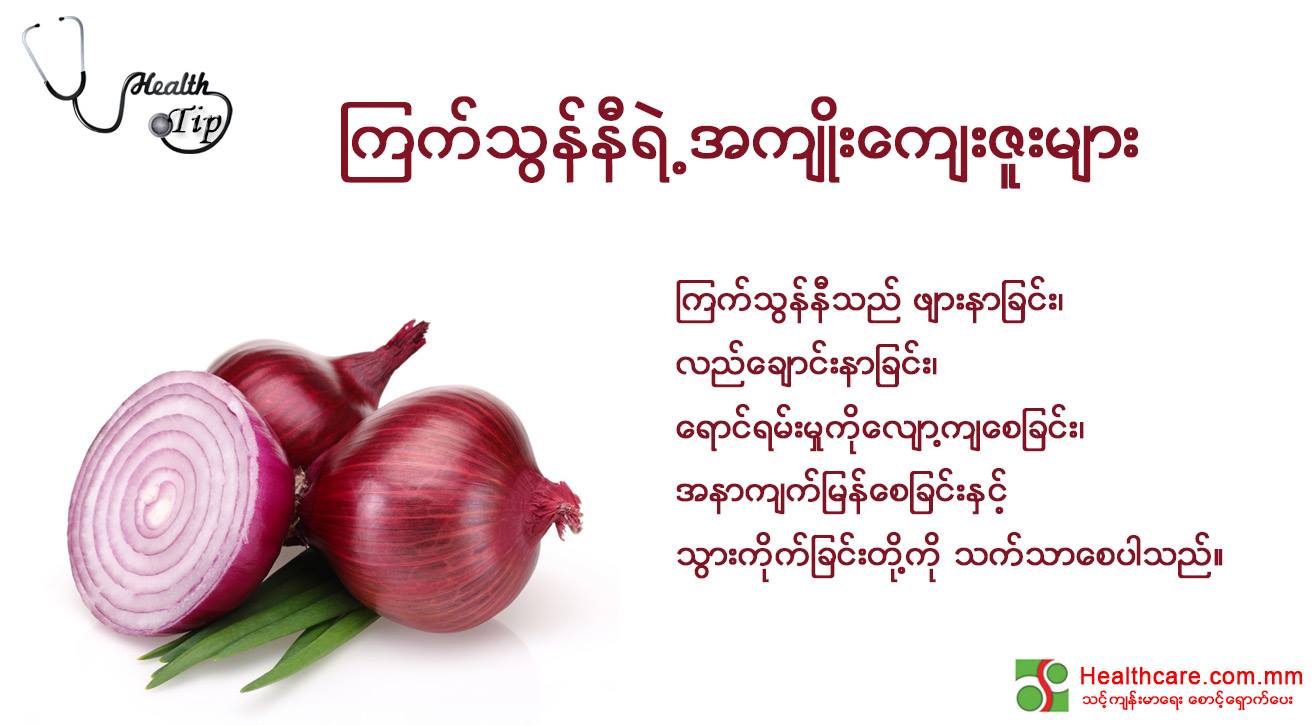 Health
Tip
ကြက်သွန်နီရဲ့အကျိုးကျေးဇူးများ
ကြက်သွန်နီသည် ဖျားနာခြင်း၊
လည်ချောင်းနာခြင်း၊
ရောင်ရမ်းမှုကိုလျော့ကျစေခြင်း၊
အနာကျက်မြန်စေခြင်းနှင့်
သွားကိုက်ခြင်းတို့ကို သက်သာစေပါသည်။
Healthcare.com.mm
သင့်ကျန်းမာရေး စောင့်ရှောက်ပေး